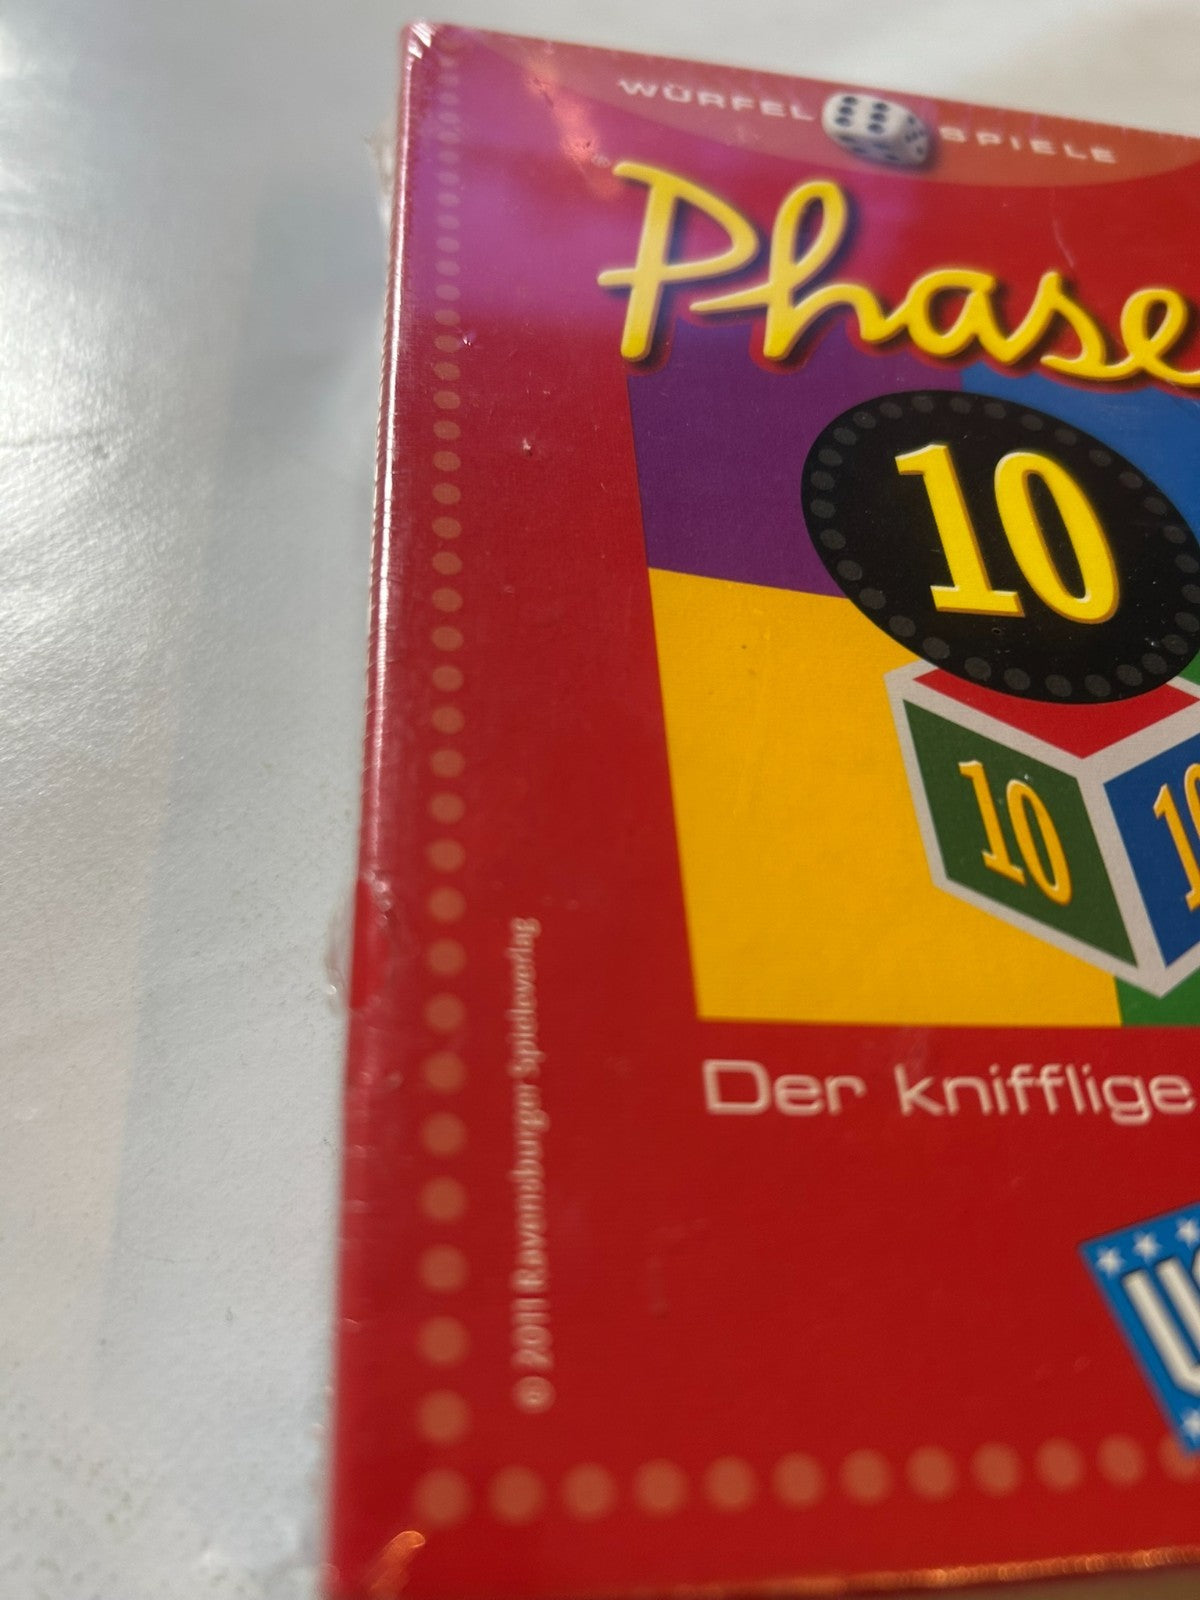 WÜRFEL SPIELE
Phase
10
10
Der knifflige
© 2011 Ravensburger Spieleverlag